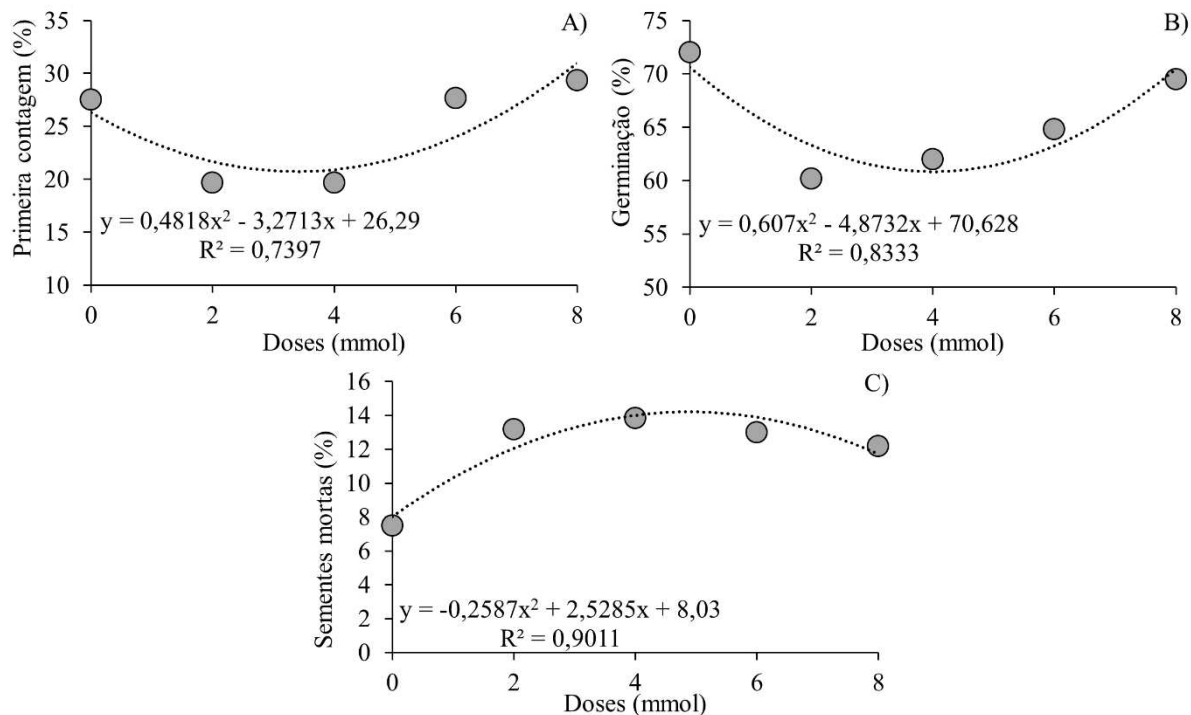 A)
Primeira contagem (%)
35
30
25
20
15
10
y = 0,4818x² - 3,2713x + 26,29
R² = 0,7397
0 2 4 6 8
Doses (mmol)
B)
Germinação (%)
75
70
65
60
55
50
y = 0,607x² - 4,8732x + 70,628
R² = 0,8333
0 2 4 6 8
Doses (mmol)
C)
Sementes mortas (%)
16
14
12
10
8
6
4
2
0
y = -0,2587x² + 2,5285x + 8,03
R² = 0,9011
0 2 4 6 8
Doses (mmol)